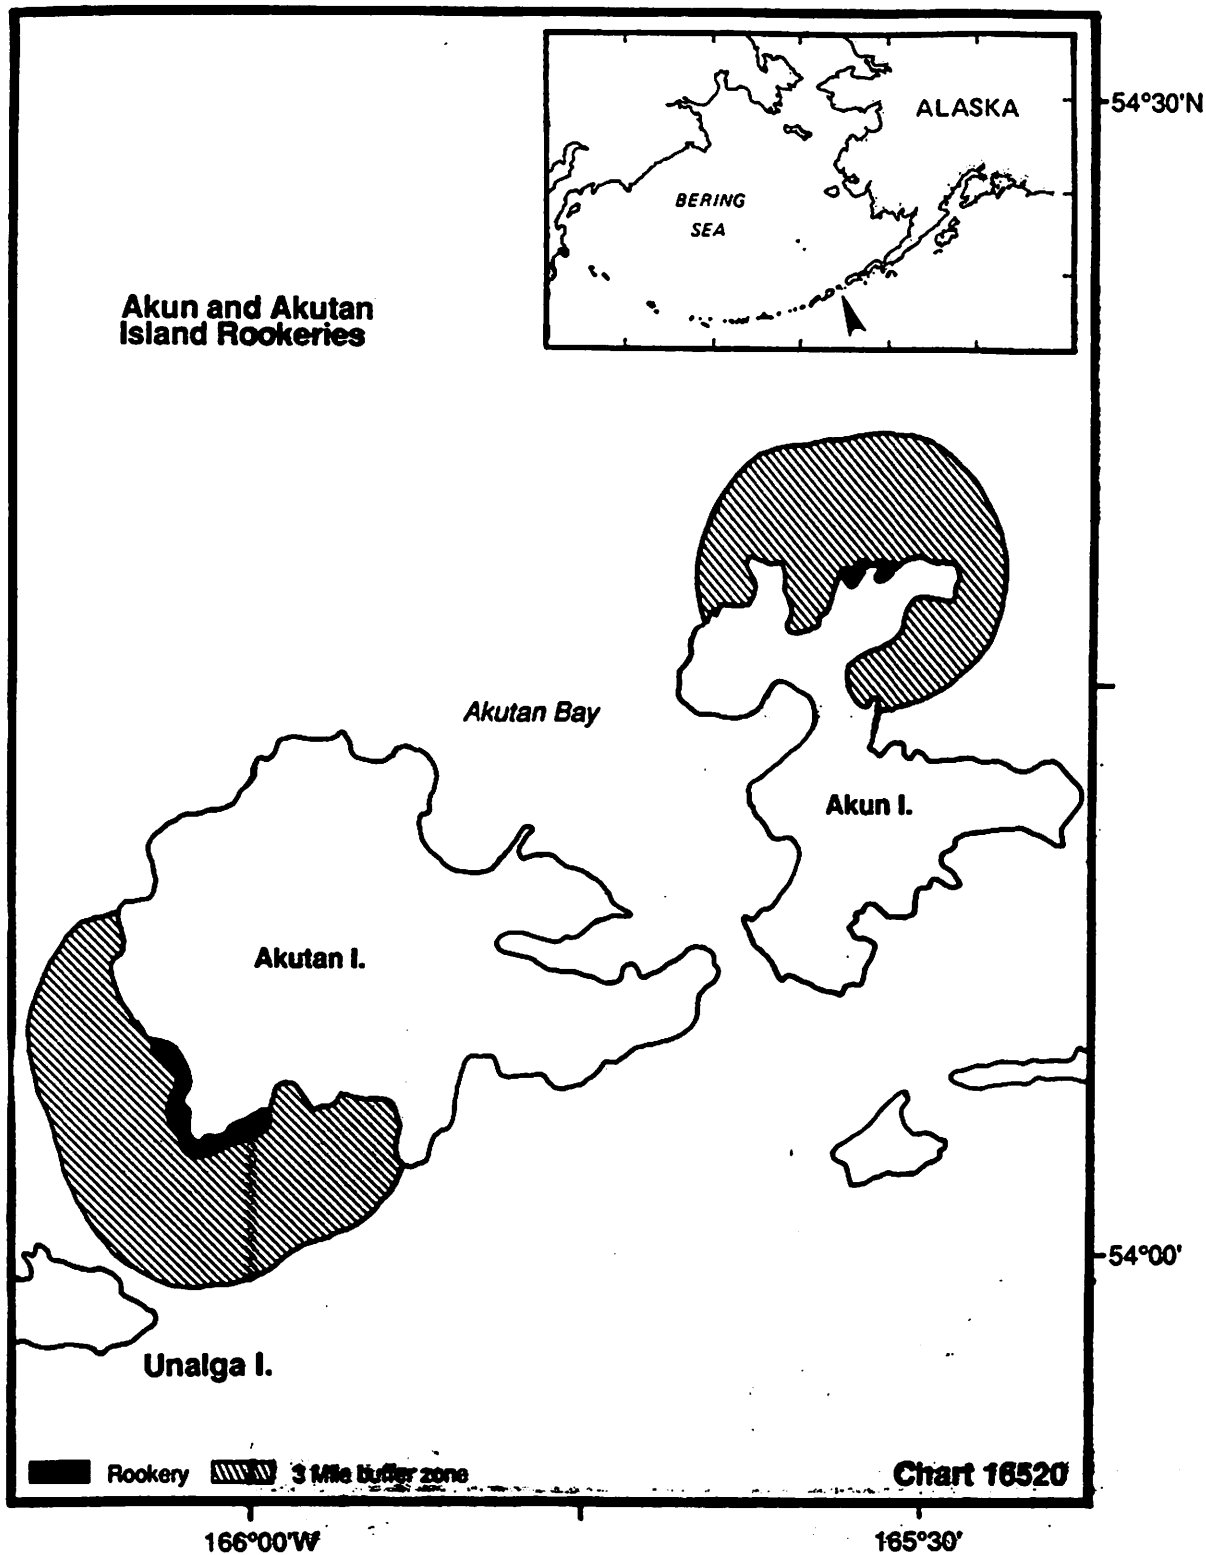 ALASKA
54°30'N
BERING
SEA
Akun and Akutan
Island Rookeries
Akutan Bay
Akun I.
Akutan I.
54°00'
Unalga I.
Rookery
3 Mile buffer zone
Chart 16520
166°00'W
165°30'